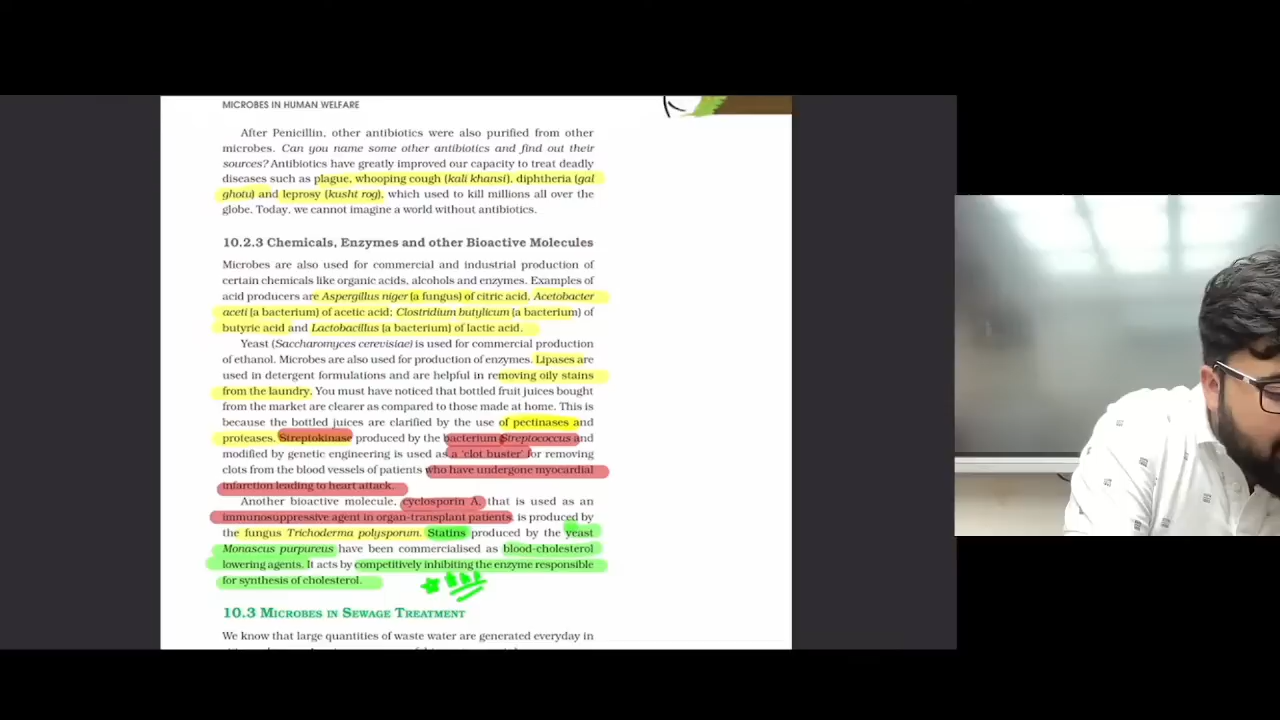 MICROBES IN HUMAN WELFARE
After Penicillin, other antibiotics were also purified from other
microbes. Can you name some other antibiotics and find out their
sources? Antibiotics have greatly improved our capacity to treat deadly
diseases such as plague, whooping cough (kali khansi), diphtheria (gal
ghotu) and leprosy (kusht rog), which used to kill millions all over the
globe. Today, we cannot imagine a world without antibiotics.
10.2.3 Chemicals, Enzymes and other Bioactive Molecules
Microbes are also used for commercial and industrial production of
certain chemicals like organic acids, alcohols and enzymes. Examples of
acid producers are Aspergillus niger (a fungus) of citric acid, Acetobacter
aceti (a bacterium) of acetic acid; Clostridium butylicum (a bacterium) of
butyric acid and Lactobacillus (a bacterium) of lactic acid.
Yeast (Saccharomyces cerevisiae) is used for commercial production
of ethanol. Microbes are also used for production of enzymes. Lipases are
used in detergent formulations and are helpful in removing oily stains
from the laundry. You must have noticed that bottled fruit juices bought
from the market are clearer as compared to those made at home. This is
because the bottled juices are clarified by the use of pectinases and
proteases. Streptokinase produced by the bacterium Streptococcus and
modified by genetic engineering is used as a 'clot buster' for removing
clots from the blood vessels of patients who have undergone myocardial
infarction leading to heart attack.
Another bioactive molecule, cyclosporin A, that is used as an
immunosuppressive agent in organ-transplant patients, is produced by
the fungus Trichoderma polysporum. Statins produced by the yeast
Monascus purpureus have been commercialised as blood-cholesterol
lowering agents. It acts by competitively inhibiting the enzyme responsible
for synthesis of cholesterol.
10.3 MICROBES IN SEWAGE TREATMENT
We know that large quantities of waste water are generated everyday in